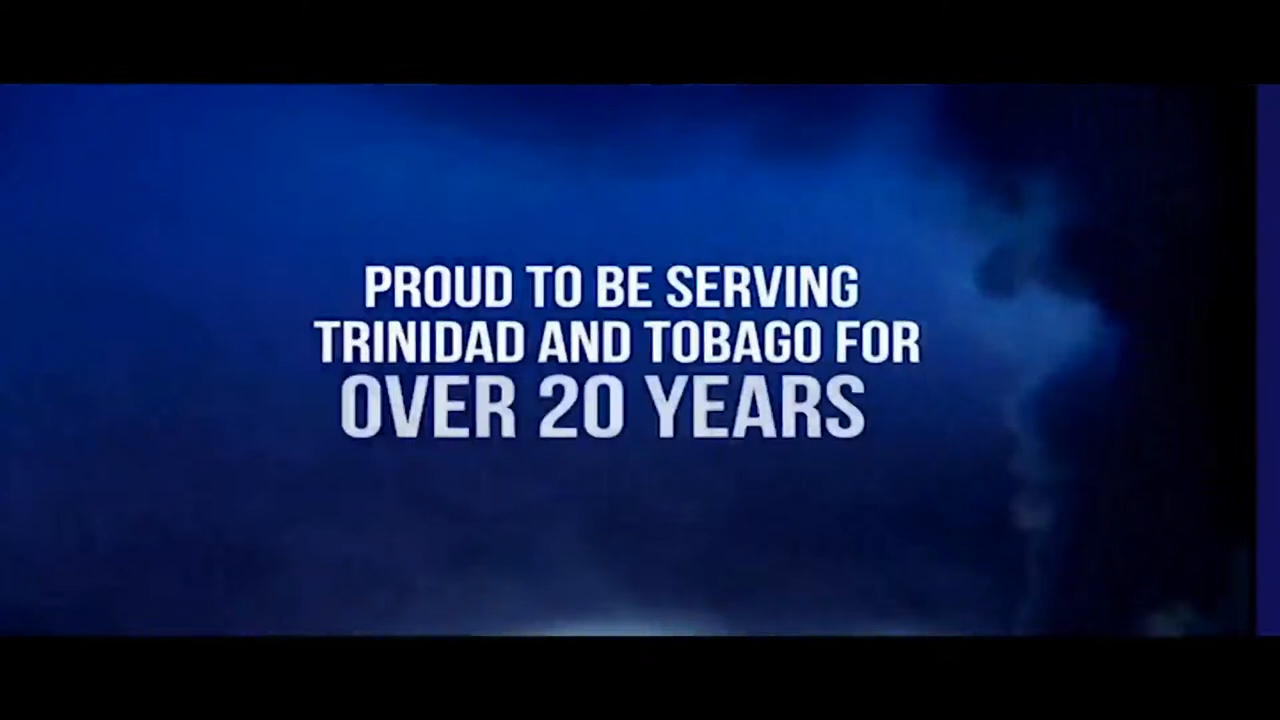 PROUD TO BE SERVING
TRINIDAD AND TOBAGO FOR
OVER 20 YEARS